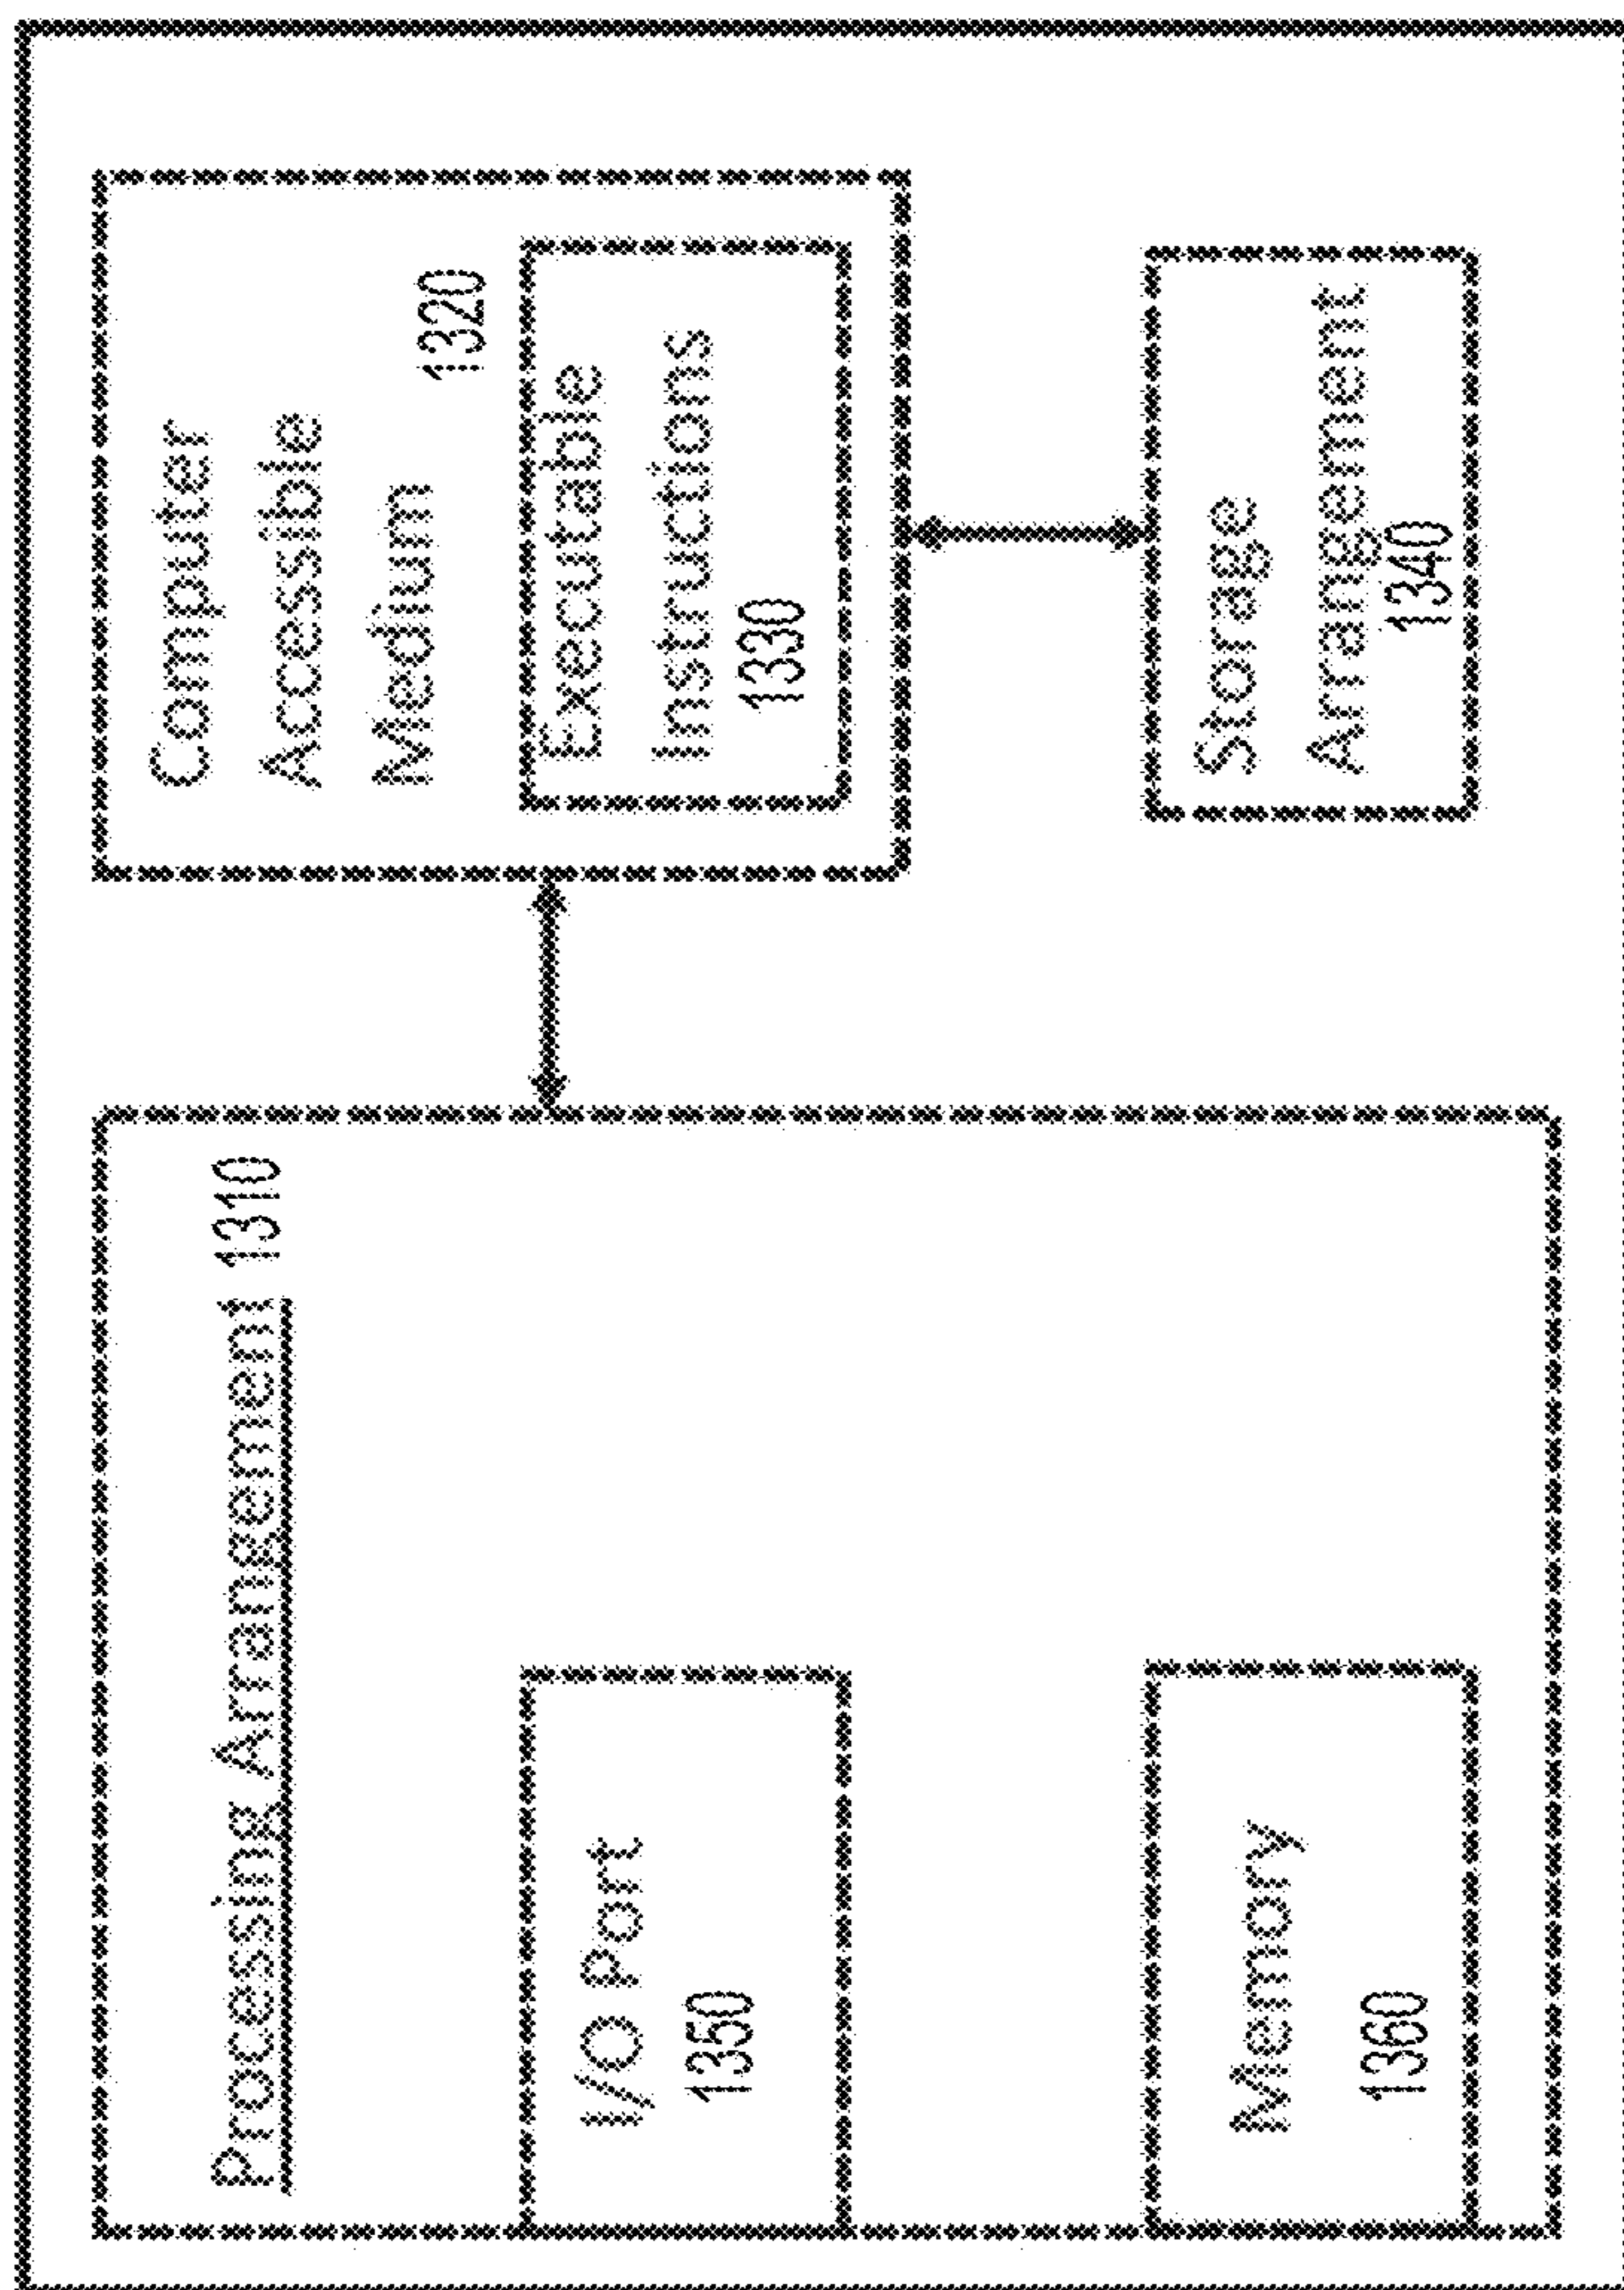 Processing Arrangement 1310
I/O Port
1350
Memory
1360
Computer
Accessible
Medium
1320
Executable
Instructions
1330
Storage
Arrangement
1340